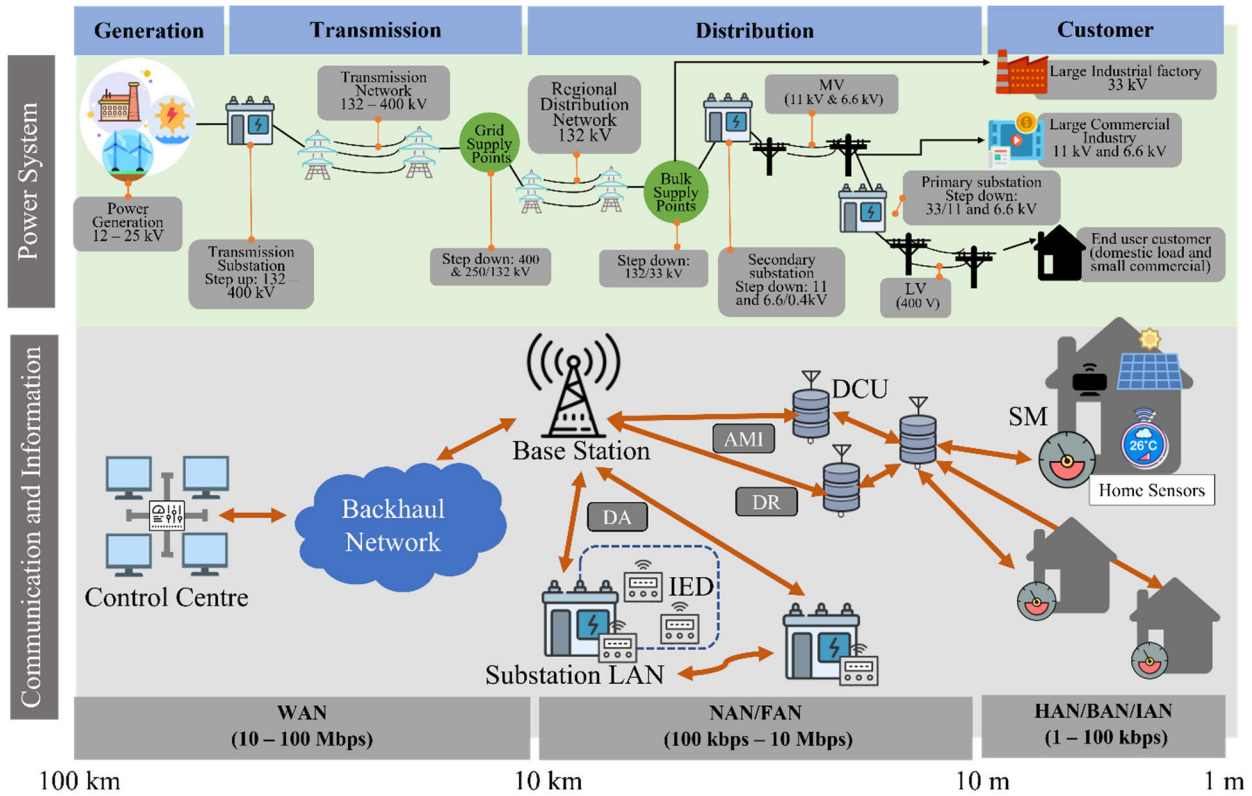 Generation
Transmission
Distribution
Customer
Power System
Transmission
Network
132 – 400 kV
Regional
Distribution
Network
132 kV
MV
(11 kV & 6.6 kV)
Large Industrial factory
33 kV
Grid
Supply
Points
Bulk
Supply
Points
Large Commercial
Industry
11 kV and 6.6 kV
Power
Generation
12 – 25 kV
Transmission
Substation
Step up: 132 –
400 kV
Step down: 400
& 250/132 kV
Step down:
132/33 kV
Secondary
substation
Step down: 11
and 6.6/0.4kV
Primary substation
Step down:
33/11 and 6.6 kV
LV
(400 V)
End user customer
(domestic load and
small commercial)
Communication and Information
Control Centre
Backhaul
Network
Base Station
AMI
DR
DA
DCU
SM
26°C
Home Sensors
IED
Substation LAN
WAN
(10 – 100 Mbps)
NAN/FAN
(100 kbps – 10 Mbps)
HAN/BAN/IAN
(1 – 100 kbps)
100 km
10 km
10 m
1 m